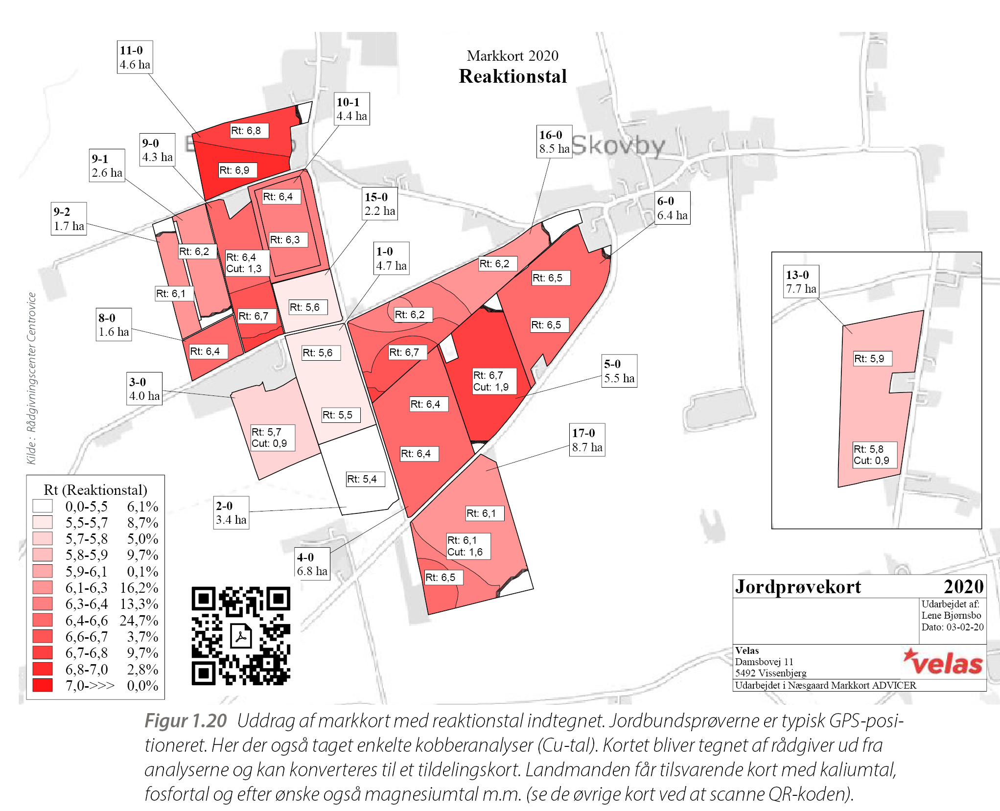 Markkort 2020
Reaktionstal
11-0
4.6 ha
10-1
4.4 ha
9-0
4.3 ha
9-1
2.6 ha
9-2
1.7 ha
16-0
8.5 ha
Skovby
15-0
2.2 ha
6-0
6.4 ha
1-0
4.7 ha
13-0
7.7 ha
8-0
1.6 ha
3-0
4.0 ha
5-0
5.5 ha
17-0
8.7 ha
2-0
3.4 ha
4-0
6.8 ha
Rt: 6,8
Rt: 6,9
Rt: 6,4
Rt: 6,3
Rt: 6,2
Rt: 6,4
Cut: 1,3
Rt: 6,1
Rt: 6,7
Rt: 5,6
Rt: 6,4
Rt: 6,2
Rt: 6,5
Rt: 6,2
Rt: 6,5
Rt: 5,6
Rt: 6,7
Rt: 6,7
Cut: 1,9
Rt: 5,5
Rt: 6,4
Rt: 5,7
Cut: 0,9
Rt: 6,4
Rt: 5,4
Rt: 6,1
Rt: 6,1
Cut: 1,6
Rt: 6,5
Rt: 5,9
Rt: 5,8
Cut: 0,9
Kilde : Rådgivningscenter Centrovice
Rt (Reaktionstal)
0,0-5,5 6,1%
5,5-5,7 8,7%
5,7-5,8 5,0%
5,8-5,9 9,7%
5,9-6,1 0,1%
6,1-6,3 16,2%
6,3-6,4 13,3%
6,4-6,6 24,7%
6,6-6,7 3,7%
6,7-6,8 9,7%
6,8-7,0 2,8%
7,0->>> 0,0%
Jordprøvekort 2020
Udarbejdet af:
Lene Bjørnsbo
Dato: 03-02-20
Velas
Damsbovej 11
5492 Vissenbjerg
velas
Udarbejdet i Næsgaard Markkort ADVICER
Figur 1.20 Uddrag af markkort med reaktionstal indtegnet. Jordbundsprøverne er typisk GPS-posi-
tioneret. Her der også taget enkelte kobberanalyser (Cu-tal). Kortet bliver tegnet af rådgiver ud fra
analyserne og kan konverteres til et tildelingskort. Landmanden får tilsvarende kort med kaliumtal,
fosfortal og efter ønske også magnesiumtal m.m. (se de øvrige kort ved at scanne QR-koden).